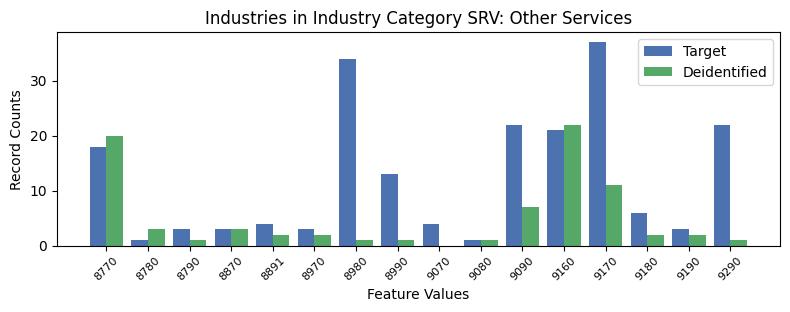 Industries in Industry Category SRV: Other Services
Target
Deidentified
Record Counts
30
20
10
0
8770 8780 8790 8870 8891 8970 8980 8990 9070 9080 9090 9160 9170 9180 9190 9290
Feature Values